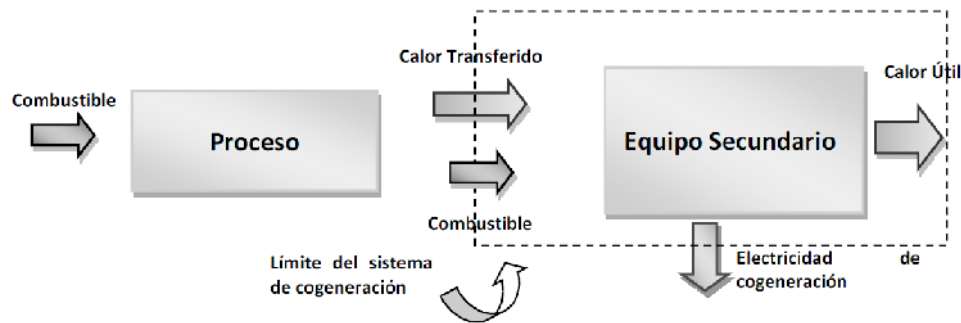 Calor Transferido
Calor Útil
Combustible
Proceso
Equipo Secundario
Combustible
Límite del sistema
de cogeneración
Electricidad de
cogeneración